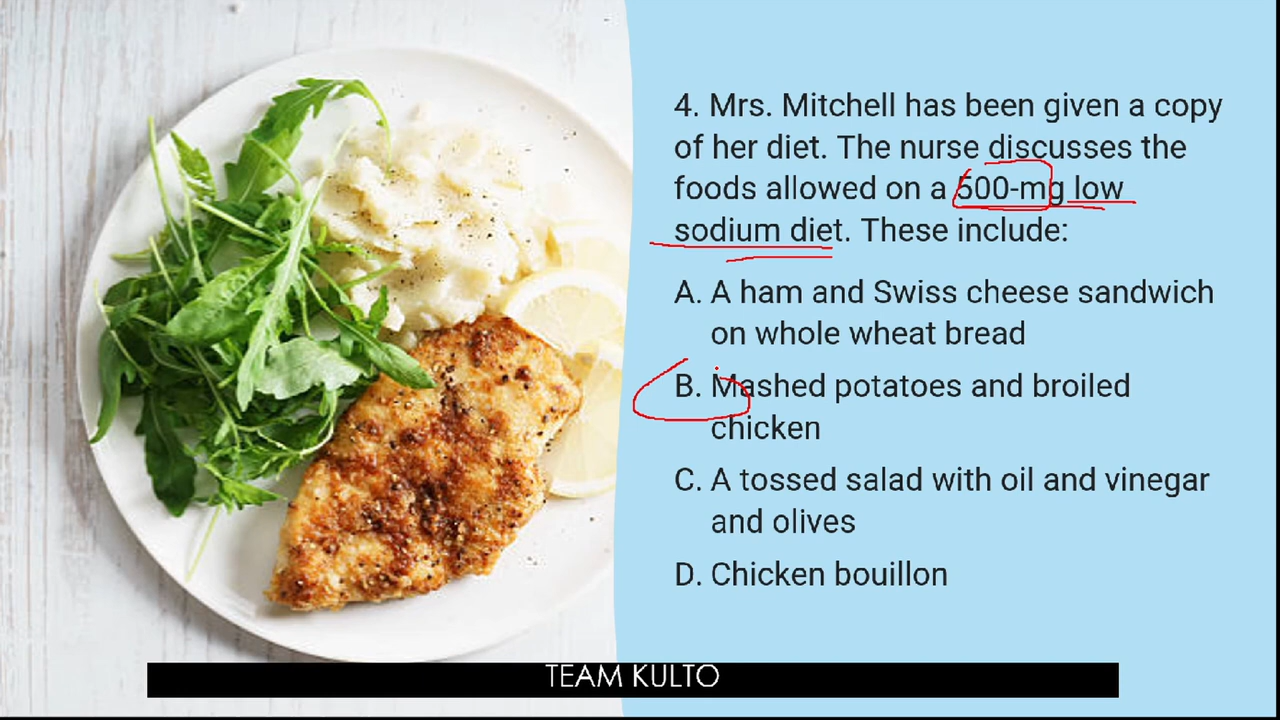 4. Mrs. Mitchell has been given a copy
of her diet. The nurse discusses the
foods allowed on a 500-mg low
sodium diet. These include:
A. A ham and Swiss cheese sandwich
on whole wheat bread
B. Mashed potatoes and broiled
chicken
C. A tossed salad with oil and vinegar
and olives
D. Chicken bouillon
TEAM KULTO